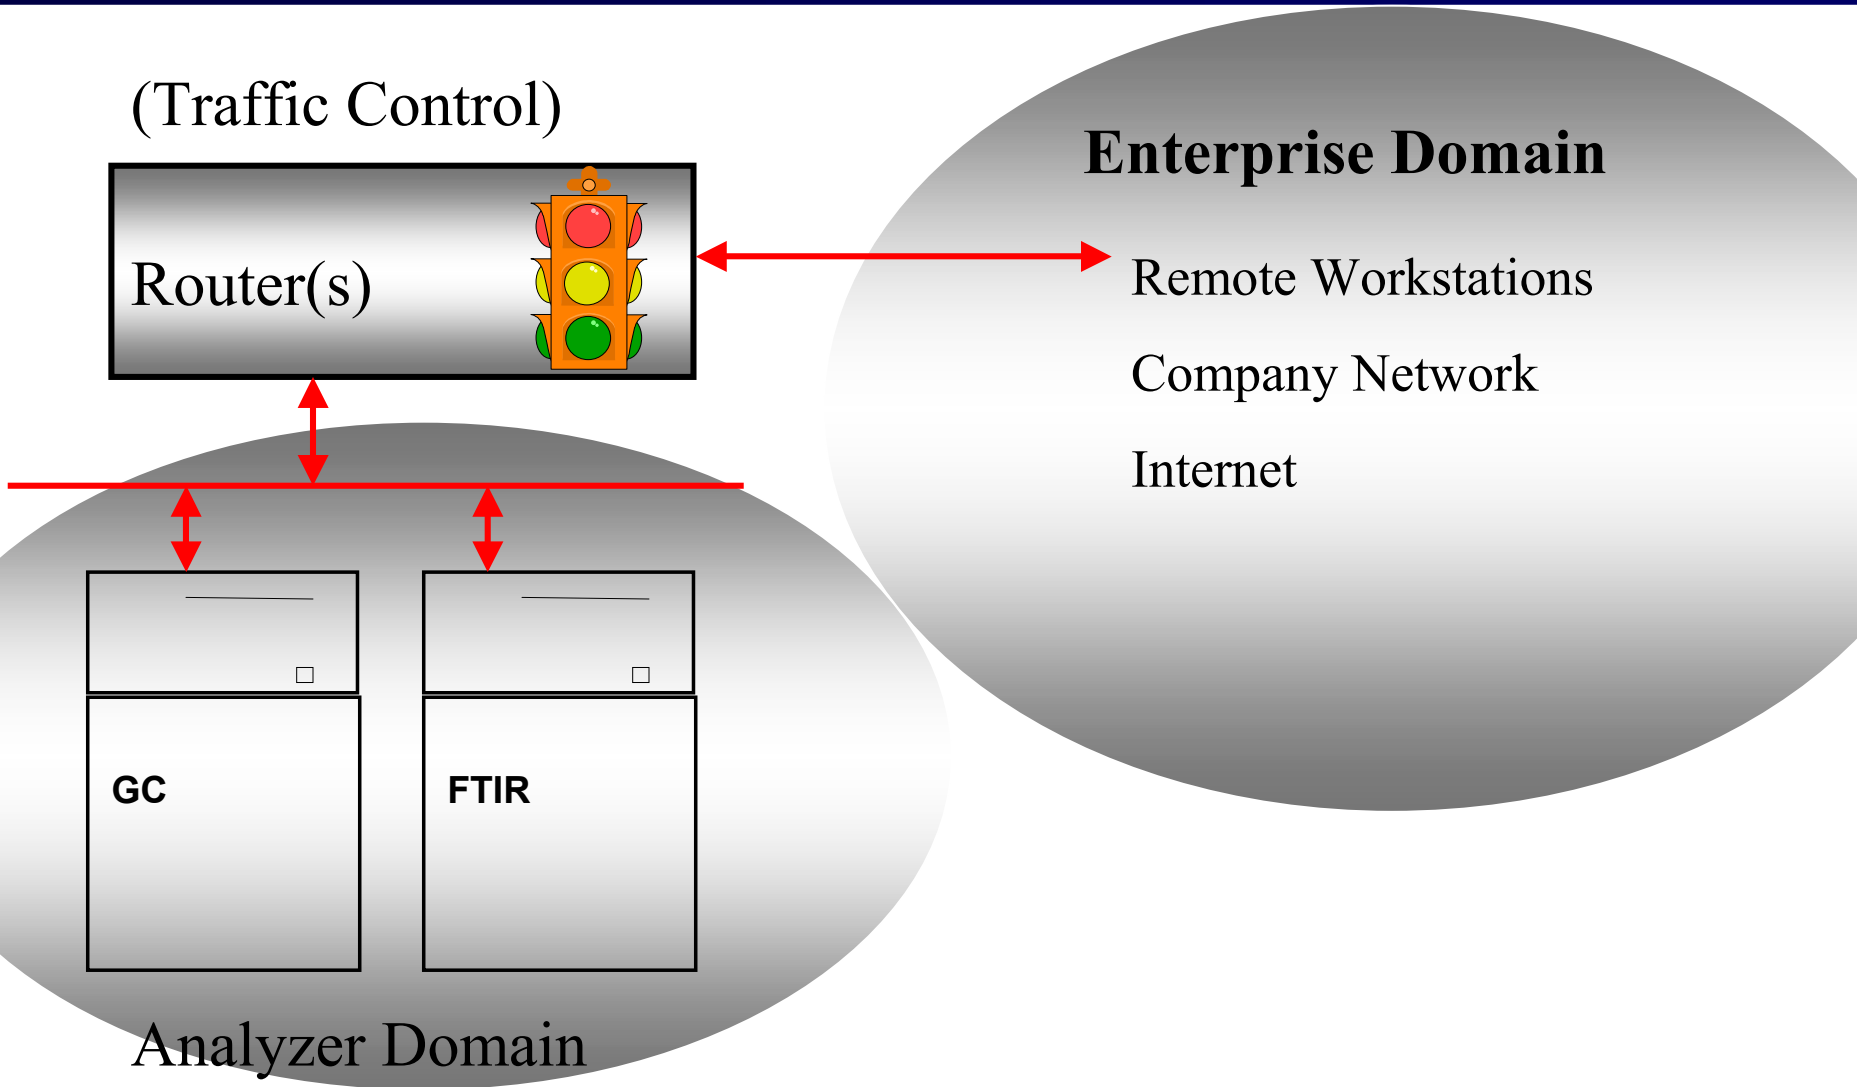 (Traffic Control)
Router(s)
Enterprise Domain
Remote Workstations
Company Network
Internet
GC
FTIR
Analyzer Domain